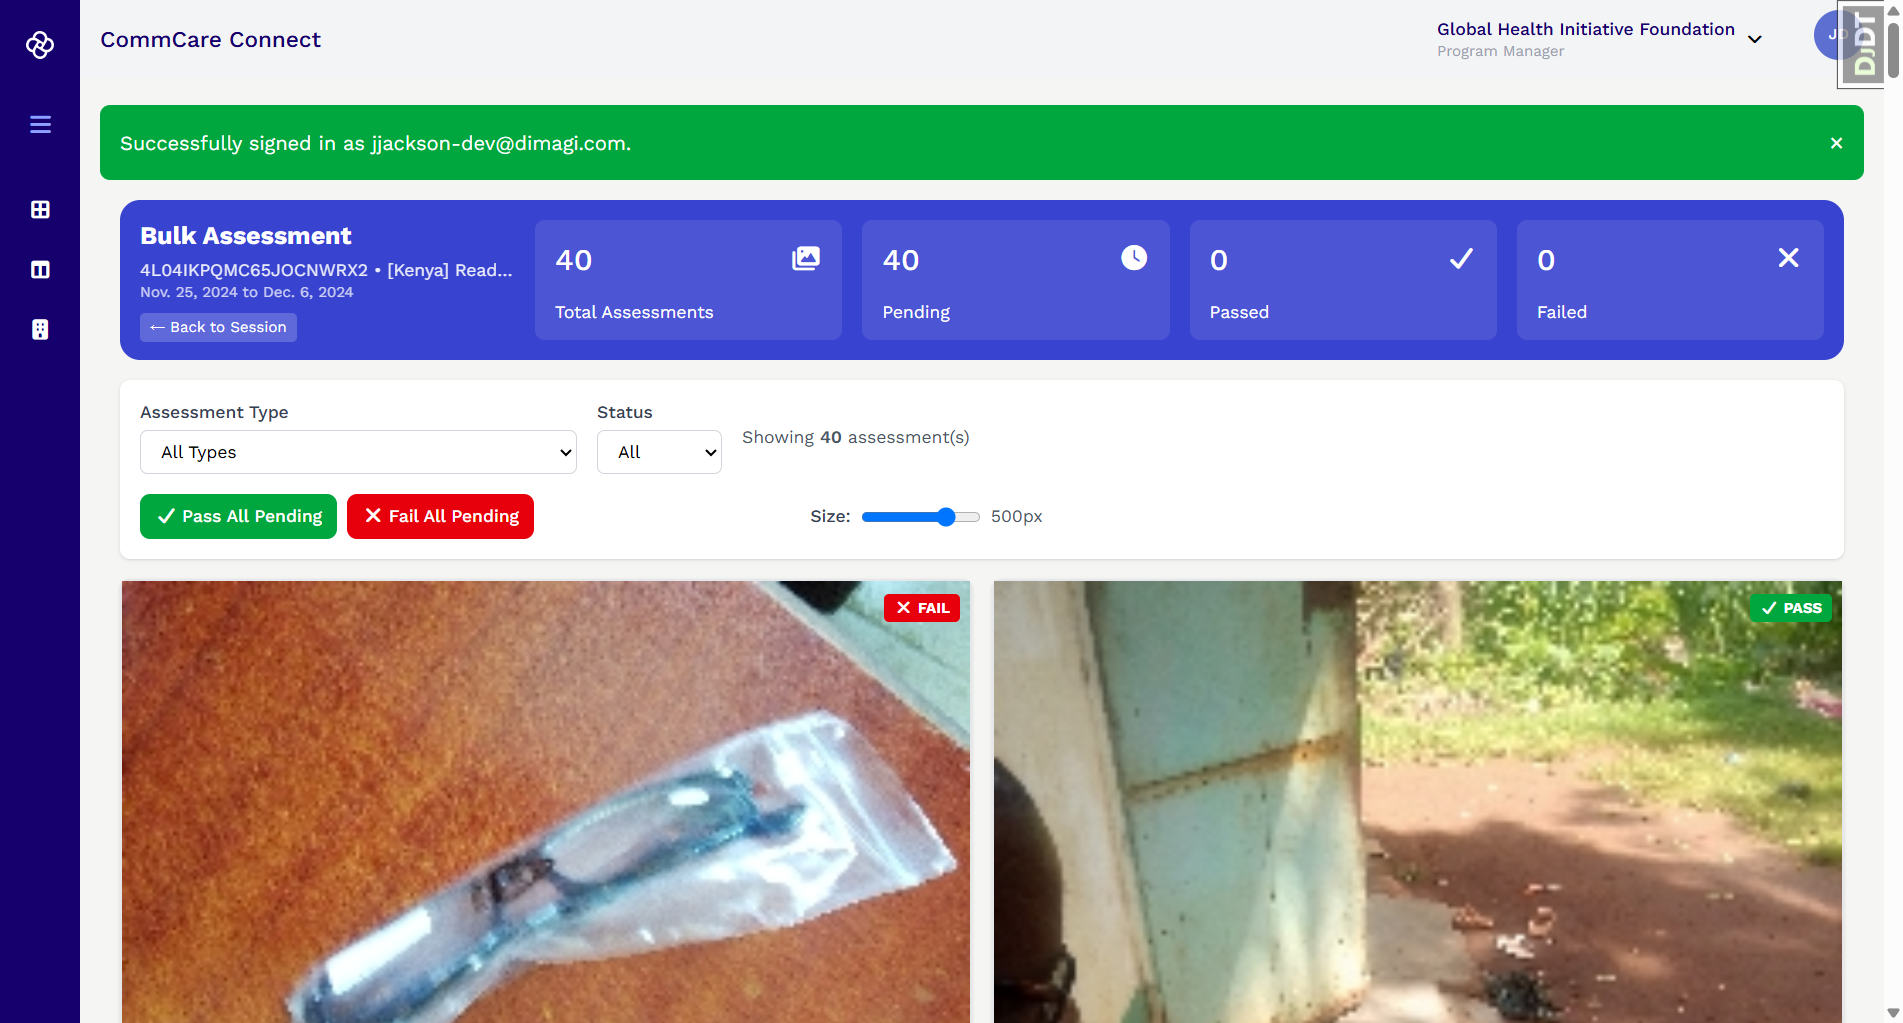 CommCare Connect
Global Health Initiative Foundation
Program Manager
JD
DJDT
Successfully signed in as jjackson-dev@dimagi.com.
×
Bulk Assessment
4L04IKPQMC65JOCNWRX2 • [Kenya] Read...
Nov. 25, 2024 to Dec. 6, 2024
← Back to Session
40
Total Assessments
40
Pending
0
Passed
0
Failed
Assessment Type
All Types
Status
All
Showing 40 assessment(s)
Pass All Pending
Fail All Pending
Size:
500px
FAIL
PASS